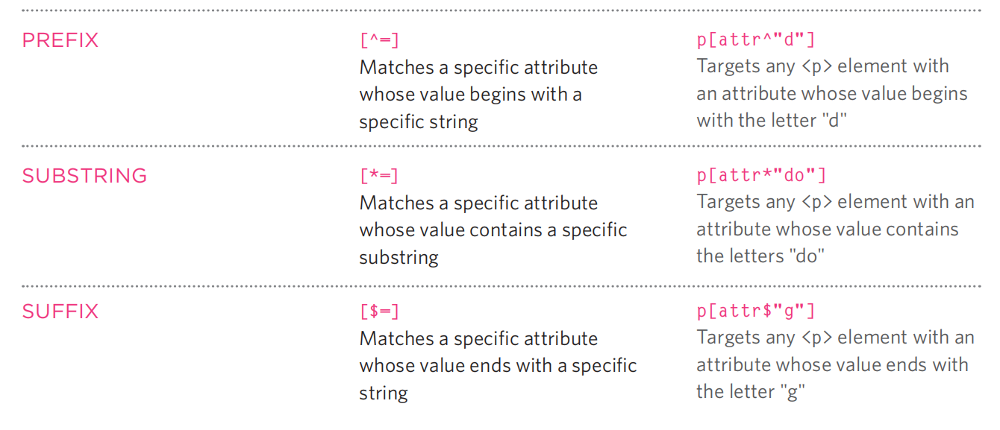 PREFIX
[^=]
Matches a specific attribute
whose value begins with a
specific string
p[attr^"d"]
Targets any <p> element with
an attribute whose value begins
with the letter "d"
SUBSTRING
[*=]
Matches a specific attribute
whose value contains a specific
substring
p[attr*"do"]
Targets any <p> element with an
attribute whose value contains
the letters "do"
SUFFIX
[$=]
Matches a specific attribute
whose value ends with a specific
string
p[attr$"g"]
Targets any <p> element with an
attribute whose value ends with
the letter "g"